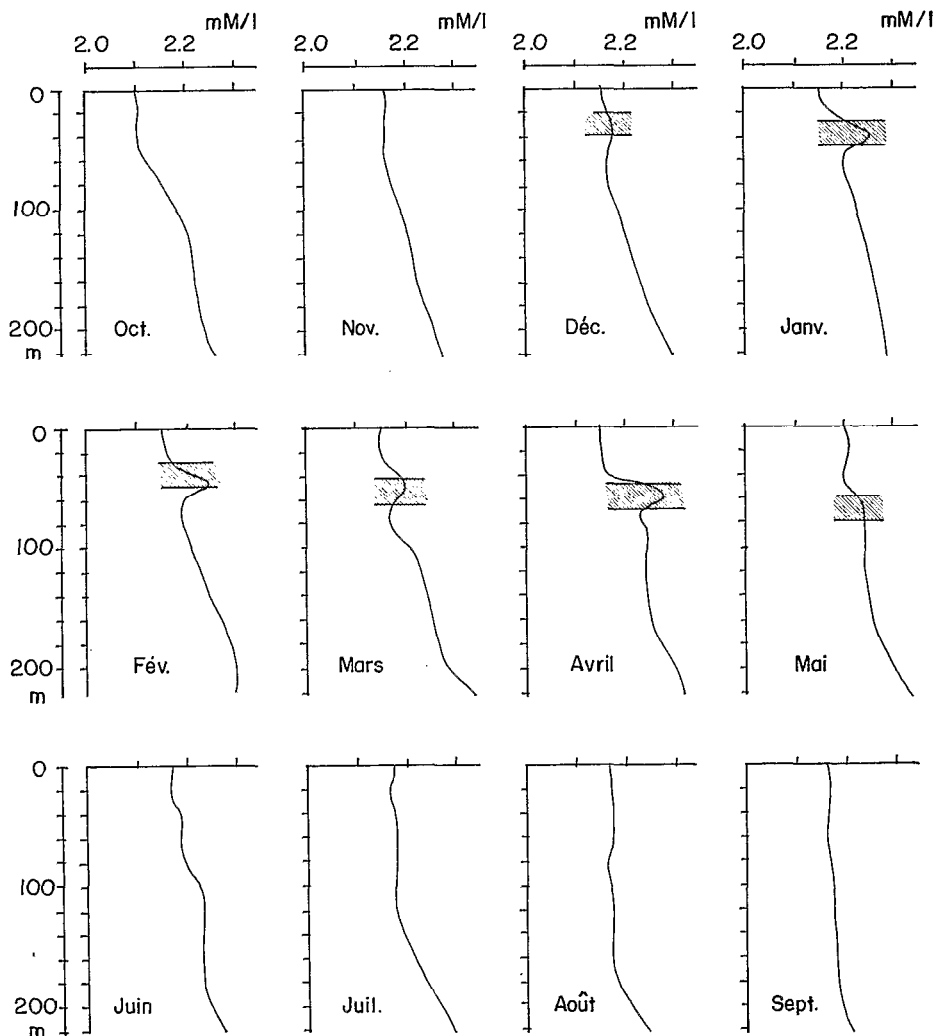 mM/l
mM/l
mM/l
mM/l
2.0 2.2
2.0 2.2
2.0 2.2
2.0 2.2
0
100
200
m
Oct.
Nov.
Déc.
Janv.
0
100
200
m
Fév.
Mars
Avril
Mai
0
100
200
m
Juin
Juil.
Août
Sept.